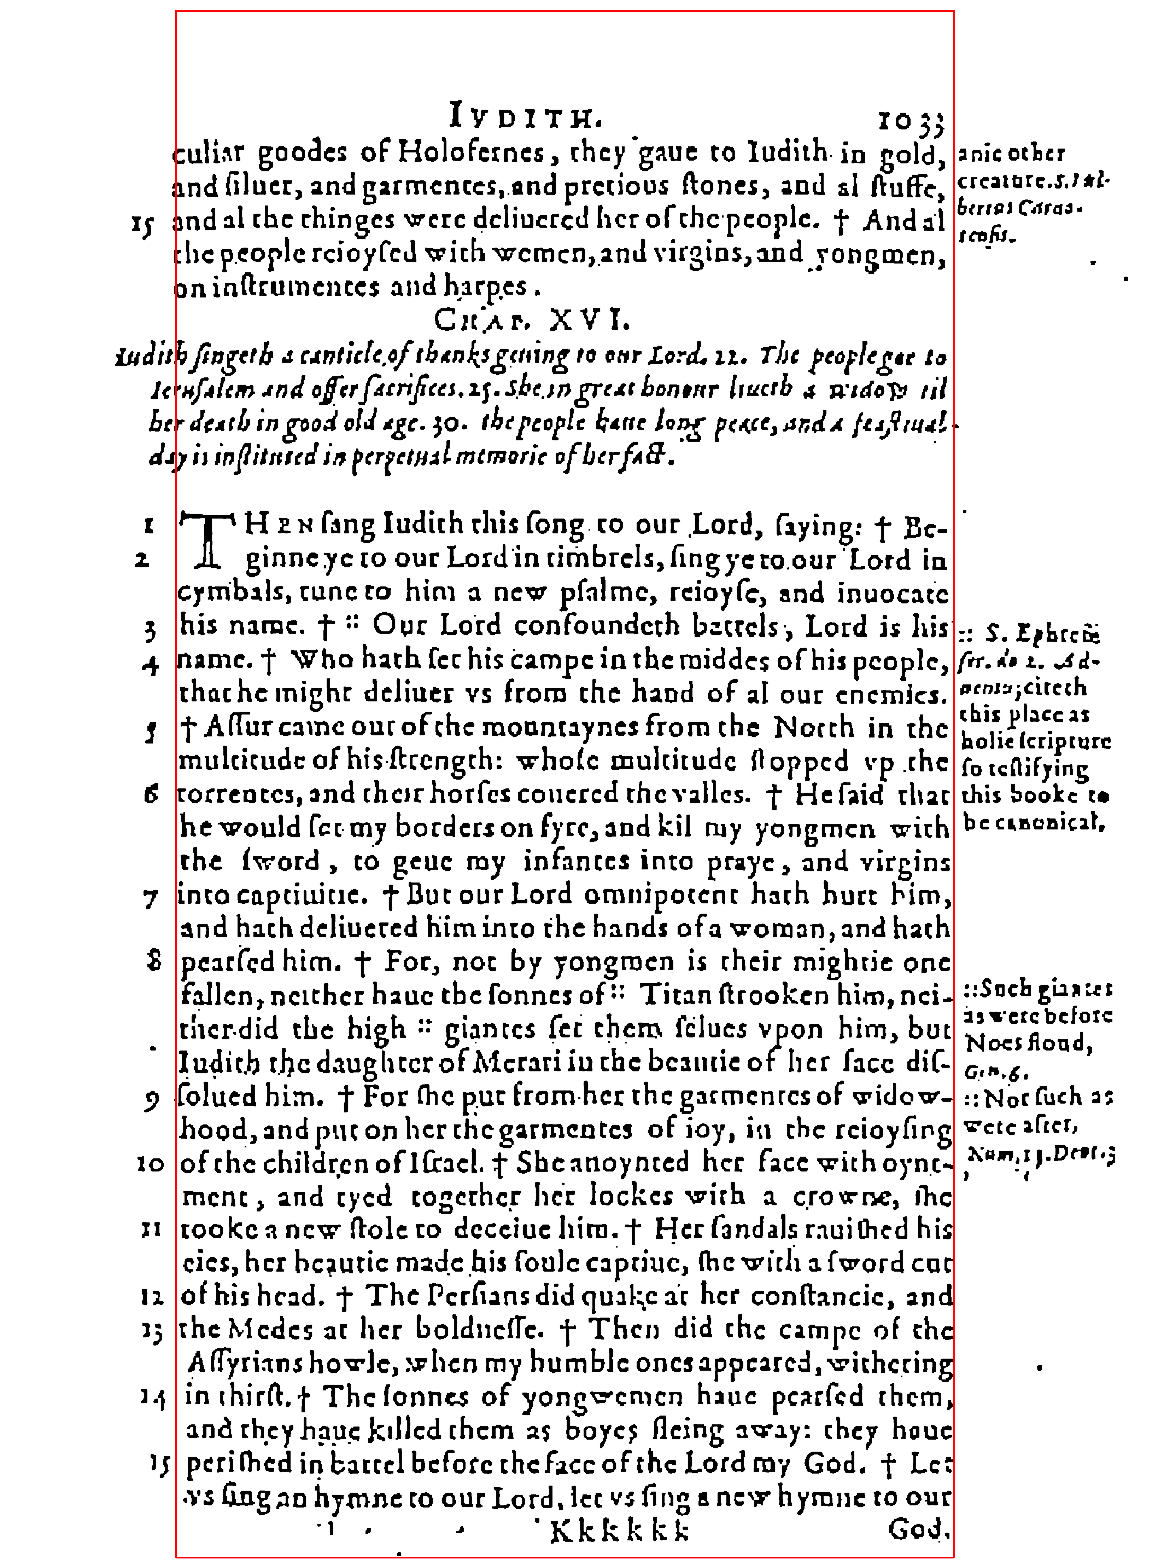 IVDITH. 1033
culiar goodes of Holofernes, they gaue to Iudith in gold,
and siluer, and garmentes, and pretious stones, and al stuffe,
15 and al the thinges were deliuered her of the people. † And al
the people reioysed with wemen, and virgins, and yongmen,
on instrumentes and harpes.
anie other
creature. S.
CHAP. XVI.
Iudith singeth a canticle of thankesgeuing to our Lord. 22. The people goe to
Ierusalem and offer sacrifices. 25. She in great honour liueth a widow til
her death in good old age. 30. the people haue long peace, and a festiual-
day is instituted in perpetual memorie of her fact.
1 THEN sang Iudith this song to our Lord, saying: † Be-
2 ginne ye to our Lord in timbrels, sing ye to our Lord in
cymbals, tune to him a new psalme, reioyse, and inuocate
3 his name. † :: Our Lord confoundeth battels, Lord is his
4 name. † Who hath set his campe in the middes of his people,
that he might deliuer vs from the hand of al our enemies.
5 † Assur came out of the mountaynes from the North in the
multitude of his strength: whose multitude stopped vp the
6 torrentes, and their horses couered the valles. † He said that
he would set my borders on fyre, and kil my yongmen with
the sword, to geue my infantes into praye, and virgins
7 into captiuitie. † But our Lord omnipotent hath hurt him,
and hath deliuered him into the hands of a woman, and hath
8 pearsed him. † For, not by yongmen is their mightie one
fallen, neither haue the sonnes of :: Titan strooken him, nei-
ther did the high :: giantes set them selues vpon him, but
Iudith the daughter of Merari in the beautie of her face dis-
9 solued him. † For she put from her the garmentes of widow-
hood, and put on her the garmentes of ioy, in the reioysing
10 of the children of Israel. † She anoynted her face with oynt-
ment, and tyed together her lockes with a crowne, she
11 tooke a new stole to deceiue him. † Her sandals rauished his
eies, her beautie made his soule captiue, she with a sword cut
12 of his head. † The Persians did quake at her constancie, and
13 the Medes at her boldnesse. † Then did the campe of the
Assyrians howle, when my humble ones appeared, withering
14 in thirst. † The sonnes of yongwemen haue pearsed them,
and they haue killed them as boyes fleing away: they houe
15 perished in battel before the face of the Lord my God. † Let
vs sing an hymne to our Lord, let vs sing a new hymne to our
Kkkkkk God.
:: S. Ephrem
ser. de 2. Ad-
uentu, citeth
this place as
holie scripture
so testifying
this booke to
be canonical.
:: Such giantes
as were before
Noes floud,
Gen. 6.
:: Not such as
were after,
Num. 13. Deut. 3